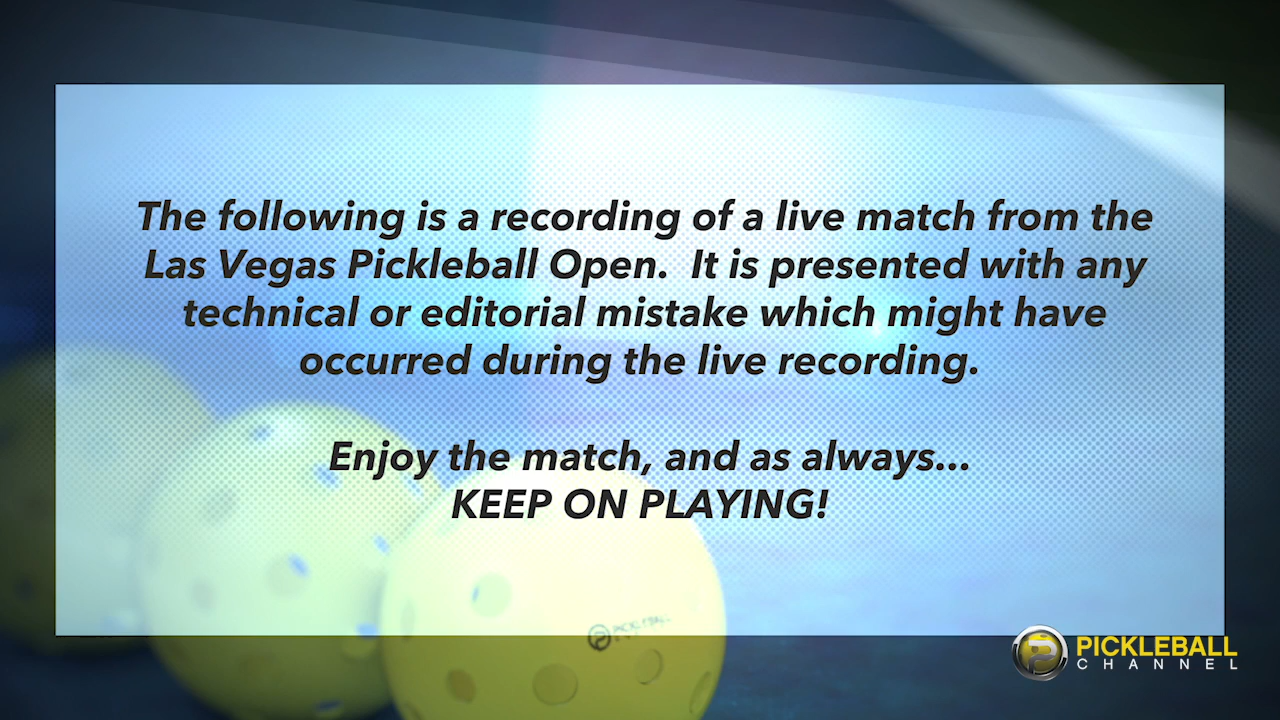 The following is a recording of a live match from the
Las Vegas Pickleball Open.  It is presented with any
technical or editorial mistake which might have
occurred during the live recording.
Enjoy the match, and as always...
KEEP ON PLAYING!
PICKLEBALL
PICKLEBALL
CHANNEL